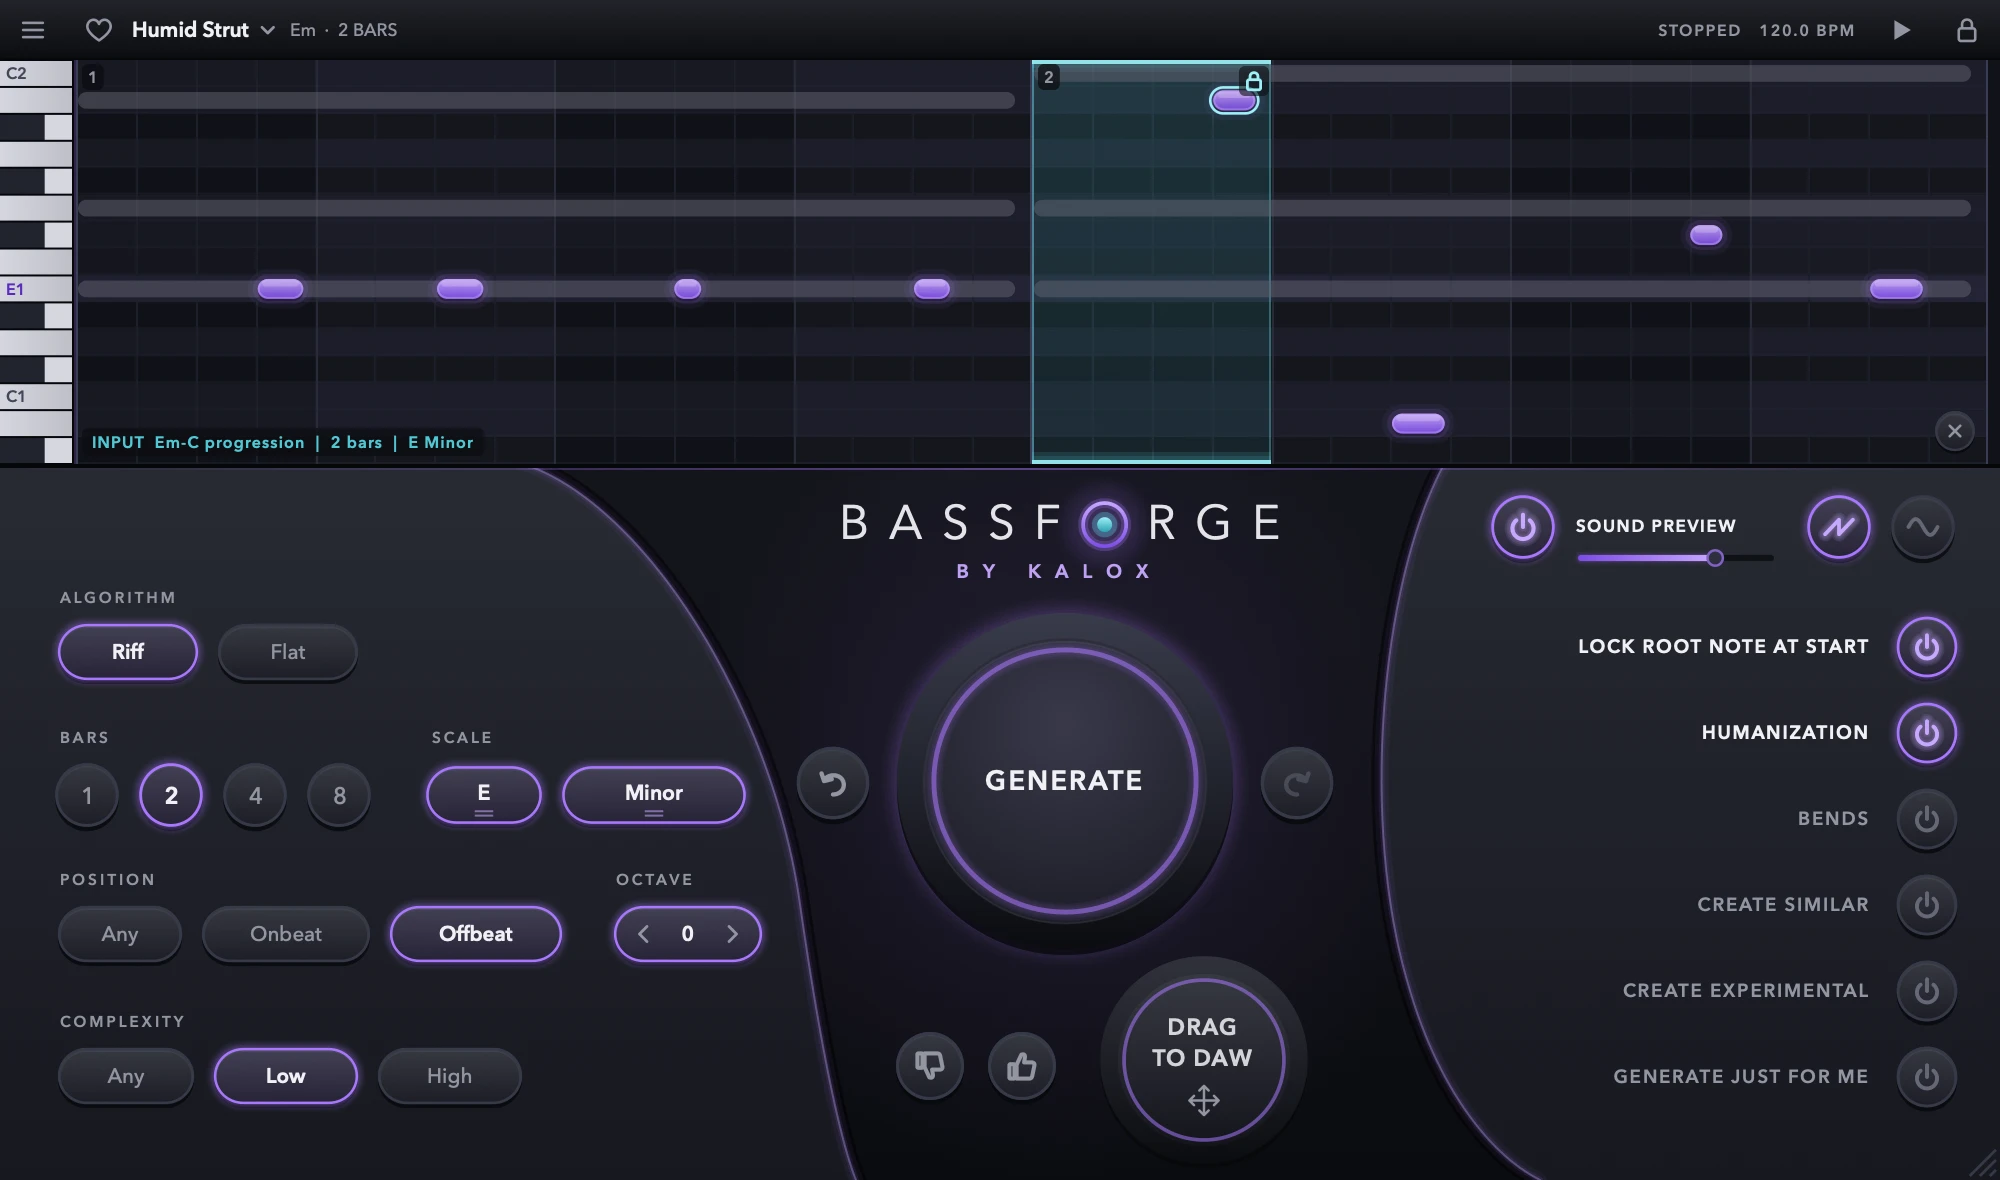 Humid Strut Em · 2 BARS STOPPED 120.0 BPM
C2 1 2
E1
C1
INPUT Em-C progression | 2 bars | E Minor
BASSFORGE
BY KALOX
SOUND PREVIEW
ALGORITHM
Riff Flat
LOCK ROOT NOTE AT START
BARS SCALE
HUMANIZATION
1 2 4 8 E Minor
GENERATE
BENDS
POSITION OCTAVE
CREATE SIMILAR
Any Onbeat Offbeat 0
CREATE EXPERIMENTAL
COMPLEXITY
Any Low High
DRAG
TO DAW
GENERATE JUST FOR ME